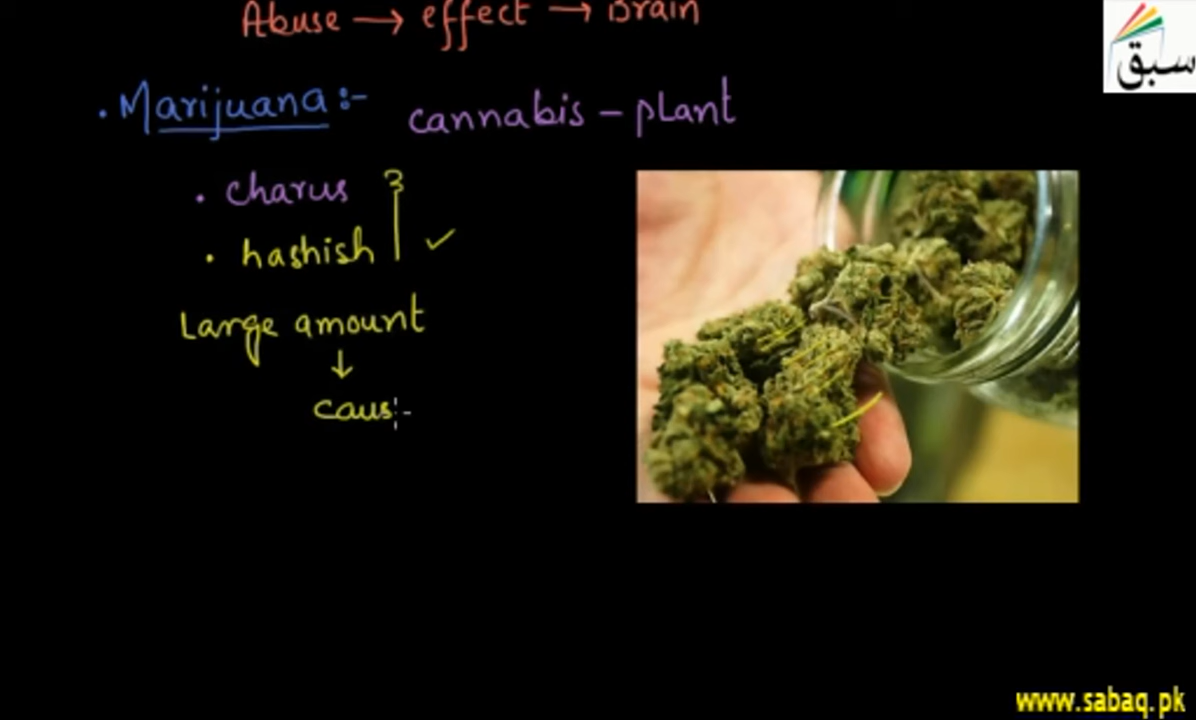 Abuse → effect → Brain
سبق
. Marijuana :- cannabis - plant
. charus
. hashish ✓
Large amount
↓
caus
www.sabaq.pk